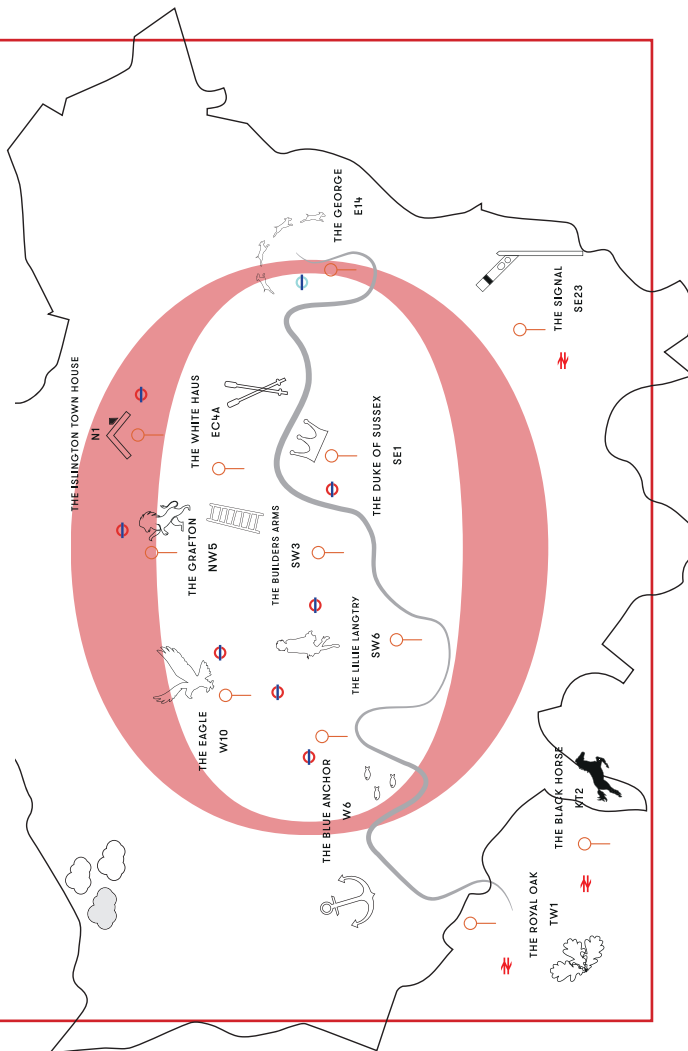 THE ISLINGTON TOWN HOUSE
N1
THE GEORGE
E14
THE WHITE HAUS
EC4A
THE GRAFTON
NW5
THE BUILDERS ARMS
SW3
THE DUKE OF SUSSEX
SE1
THE SIGNAL
SE23
THE EAGLE
W10
THE LILLIE LANGTRY
SW6
THE BLUE ANCHOR
W6
THE BLACK HORSE
KT2
THE ROYAL OAK
TW1